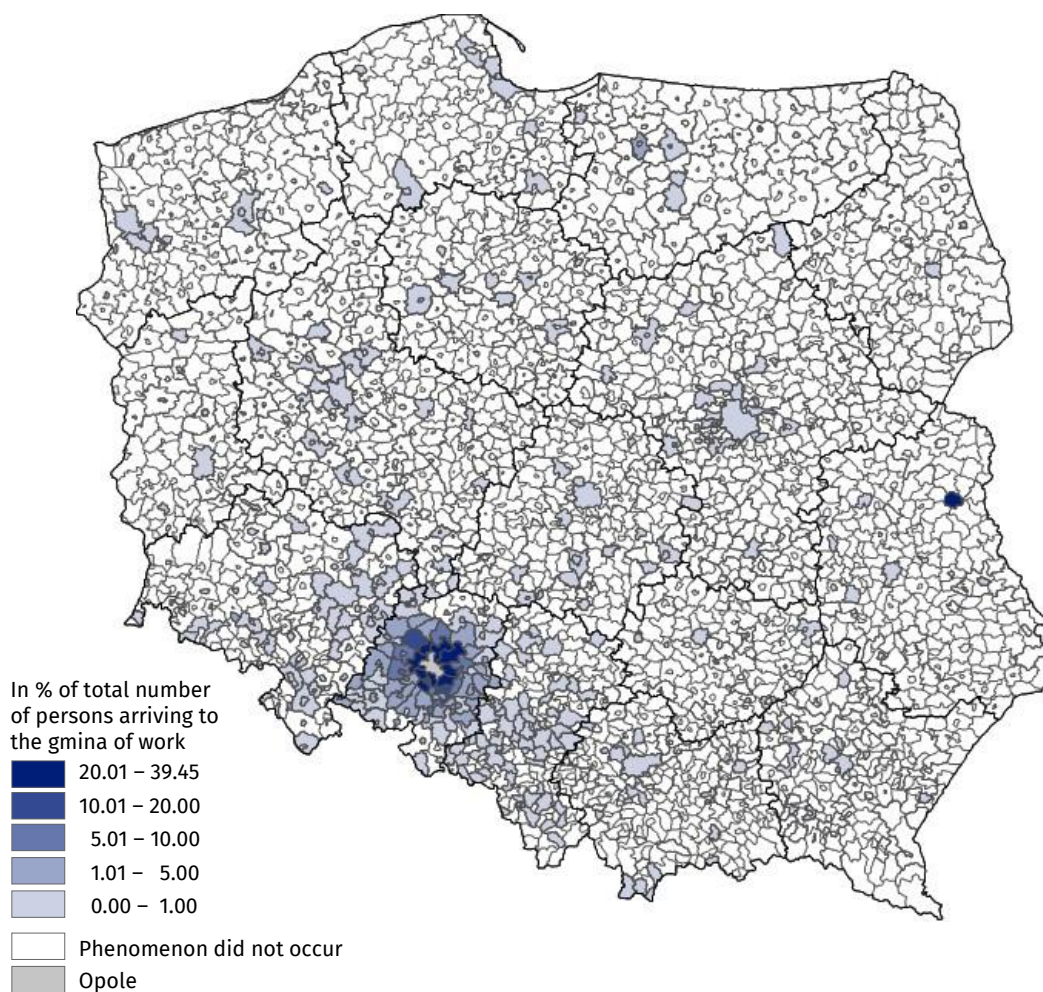 In % of total number
of persons arriving to
the gmina of work
20.01 – 39.45
10.01 – 20.00
5.01 – 10.00
1.01 – 5.00
0.00 – 1.00
Phenomenon did not occur
Opole